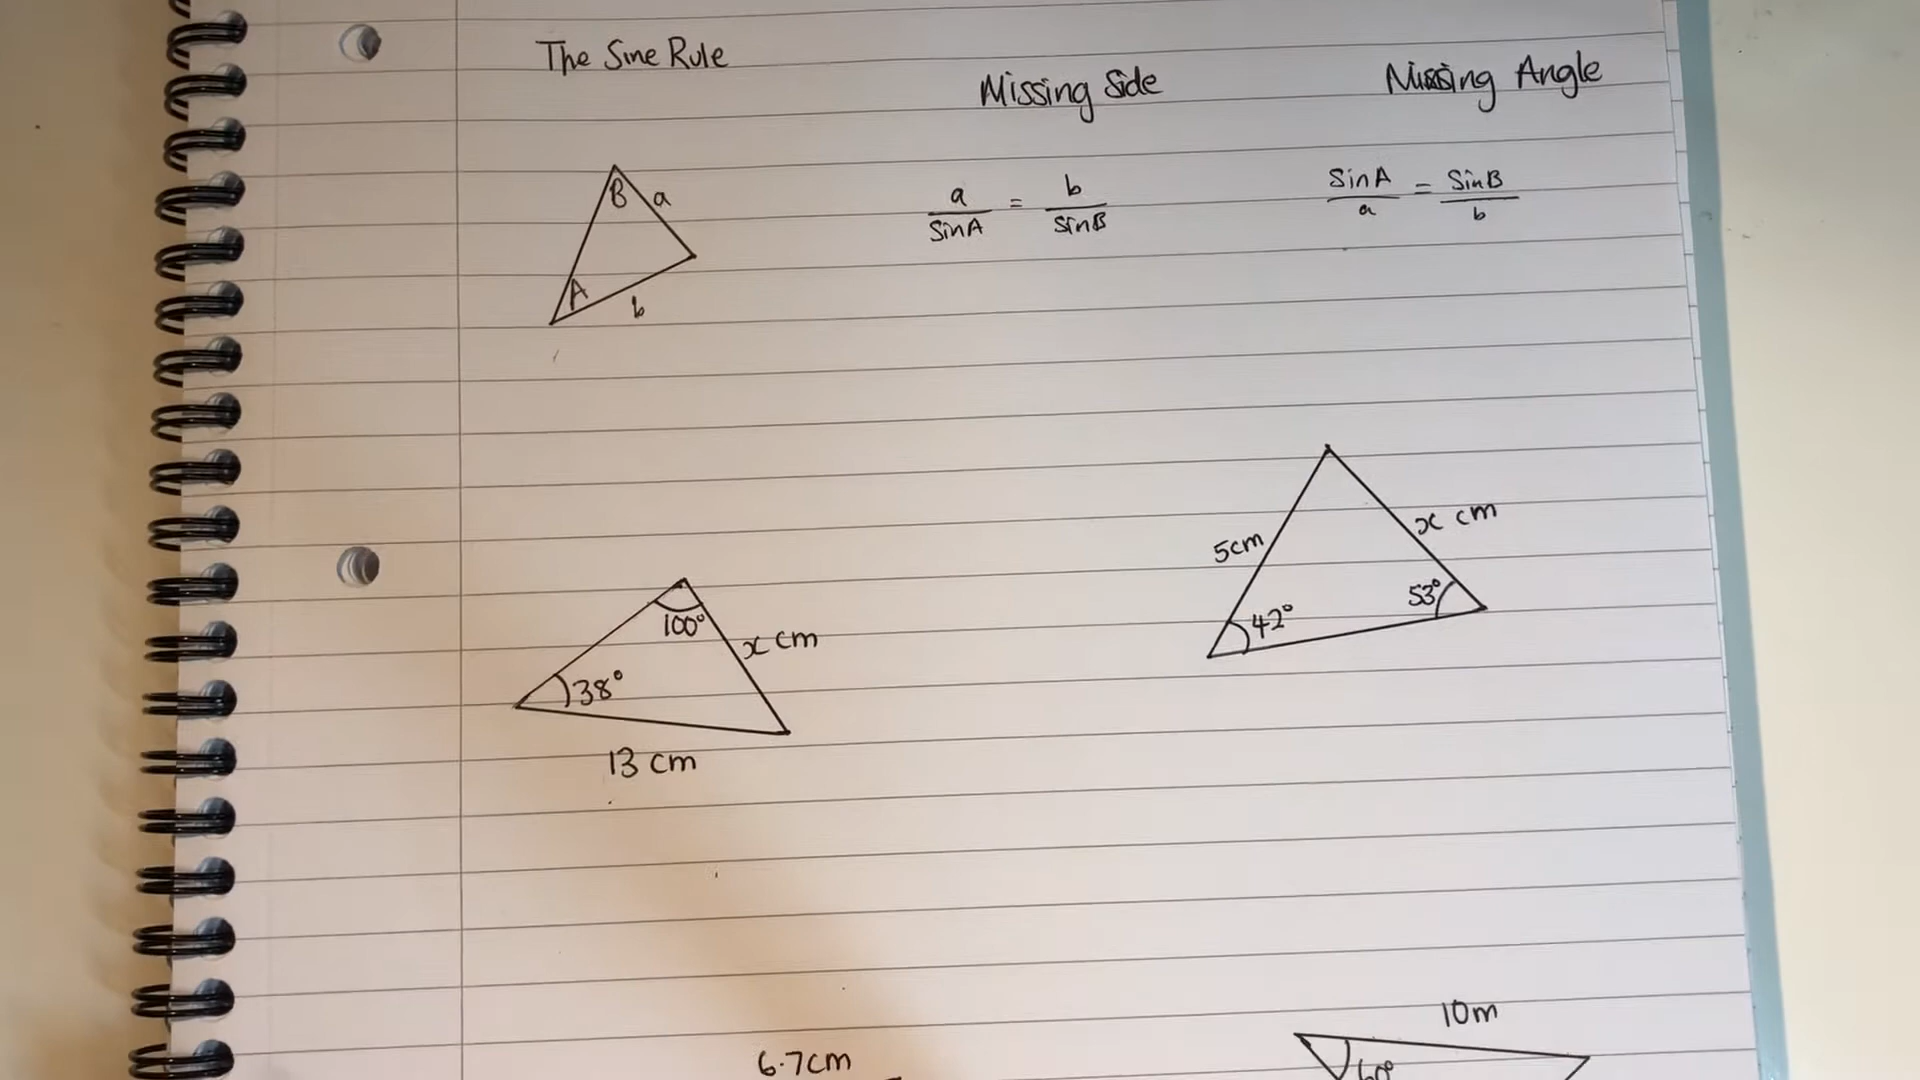 The Sine Rule
Missing Side
Missing Angle
B a
A b
a/SinA = b/SinB
SinA/a = SinB/b
100°
x cm
38°
13 cm
5cm
x cm
42°
53°
6.7cm
10m
60°